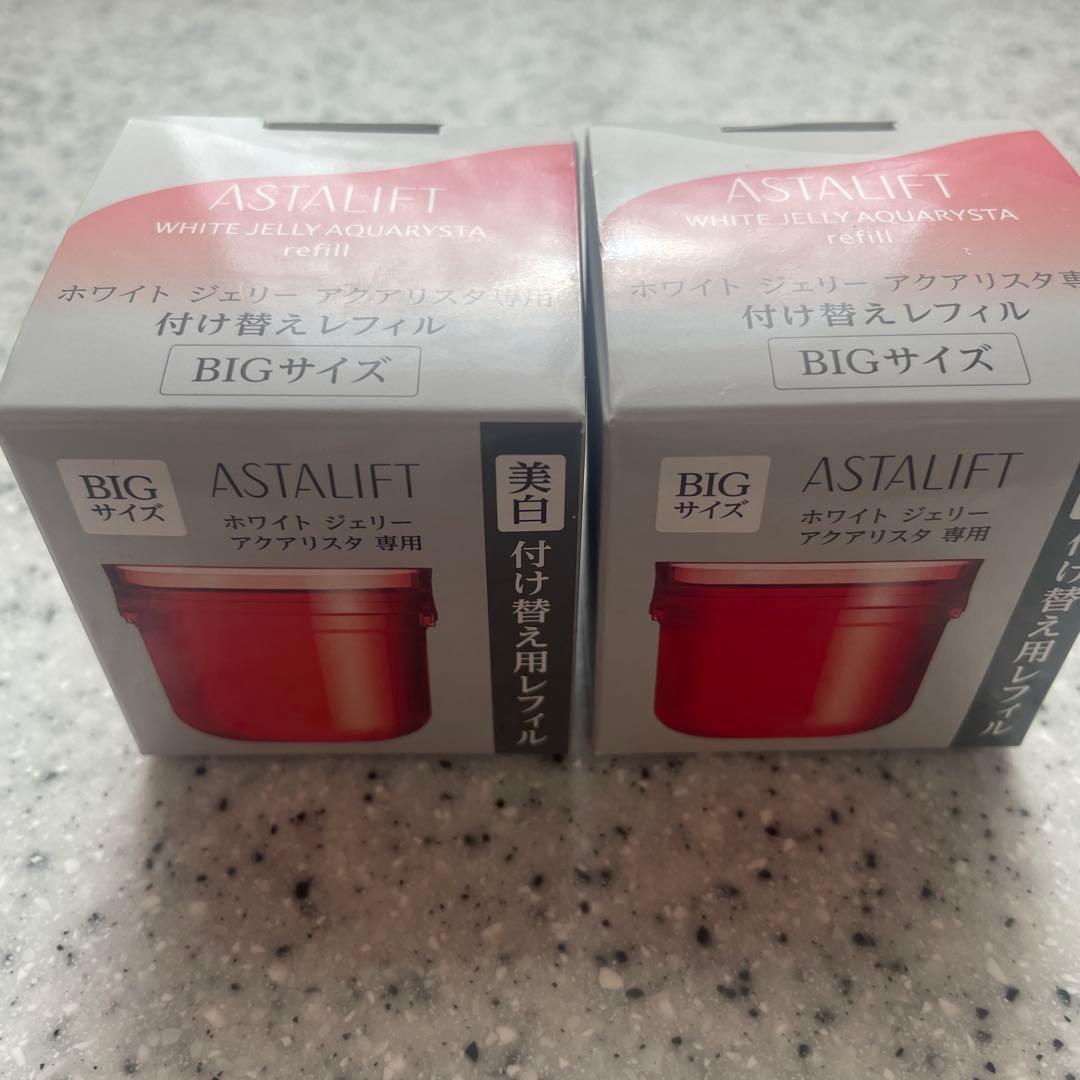 ASTALIFT
WHITE JELLY AQUARYSTA
refill
ホワイト ジェリー アクアリスタ専用
付け替えレフィル
BIGサイズ
BIG
サイズ
ASTALIFT
ホワイト ジェリー
アクアリスタ 専用
美白
付け替え用レフィル
ASTALIFT
WHITE JELLY AQUARYSTA
refill
ホワイト ジェリー アクアリスタ専
付け替えレフィル
BIGサイズ
BIG
サイズ
ASTALIFT
ホワイト ジェリー
アクアリスタ 専用
付け替え用レフィル